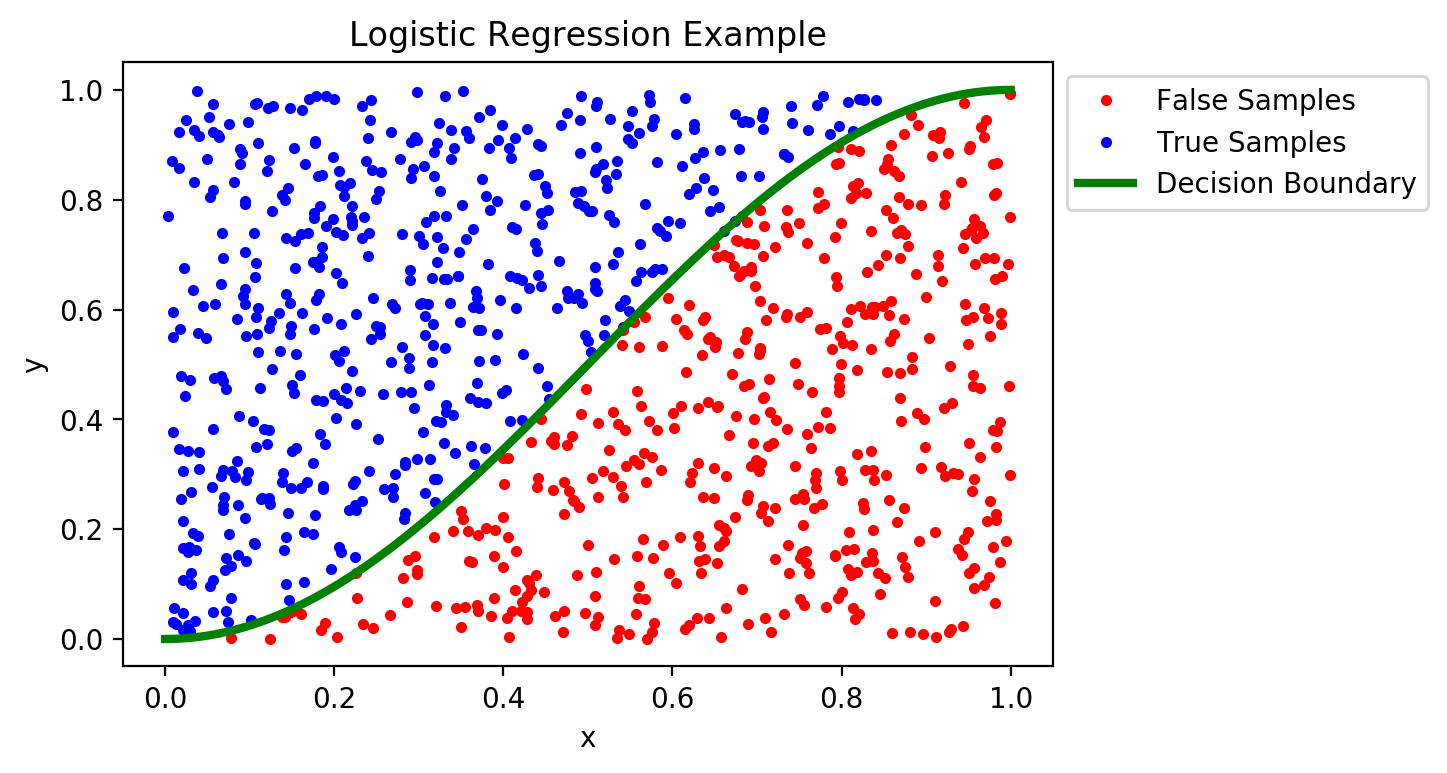 Logistic Regression Example
1.0
0.8
0.6
0.4
0.2
0.0
y
0.0 0.2 0.4 0.6 0.8 1.0
x
False Samples
True Samples
Decision Boundary